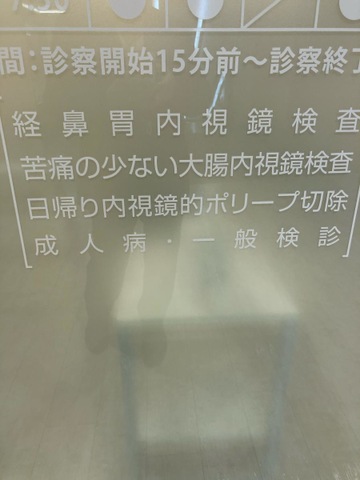 間:診察開始15分前〜診察終了
経鼻胃内視鏡検査
苦痛の少ない大腸内視鏡検査
日帰り内視鏡的ポリープ切除
成人病・一般検診